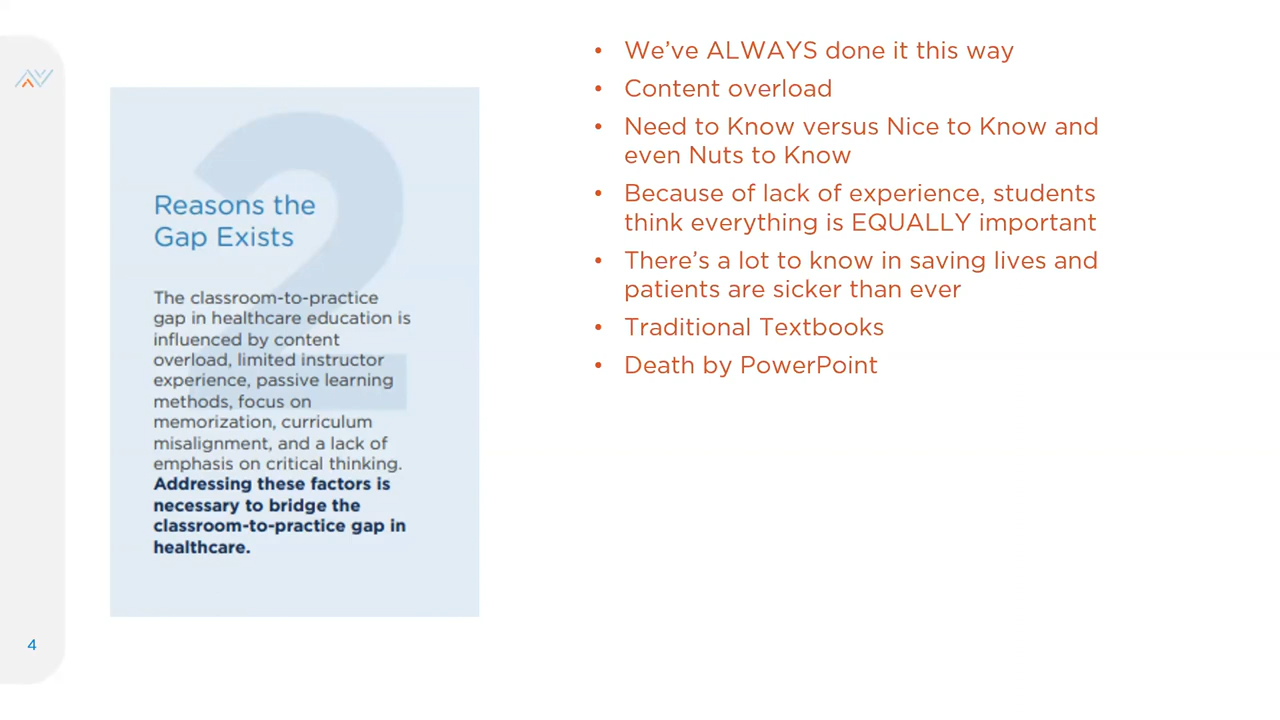 2
Reasons the
Gap Exists
The classroom-to-practice
gap in healthcare education is
influenced by content
overload, limited instructor
experience, passive learning
methods, focus on
memorization, curriculum
misalignment, and a lack of
emphasis on critical thinking.
Addressing these factors is
necessary to bridge the
classroom-to-practice gap in
healthcare.
• We’ve ALWAYS done it this way
• Content overload
• Need to Know versus Nice to Know and
even Nuts to Know
• Because of lack of experience, students
think everything is EQUALLY important
• There’s a lot to know in saving lives and
patients are sicker than ever
• Traditional Textbooks
• Death by PowerPoint
4